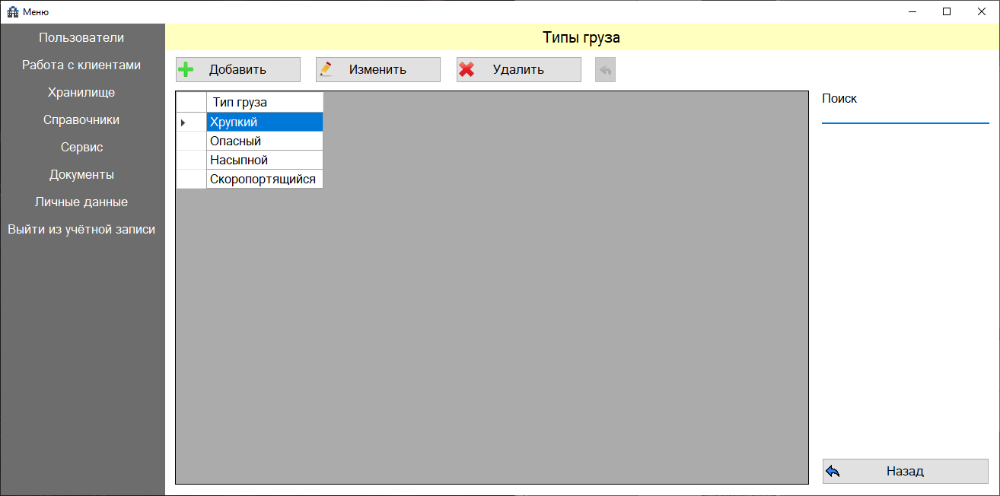 Меню
Пользователи
Работа с клиентами
Хранилище
Справочники
Сервис
Документы
Личные данные
Выйти из учётной записи
Типы груза
Добавить
Изменить
Удалить
Тип груза
Хрупкий
Опасный
Насыпной
Скоропортящийся
Поиск
Назад